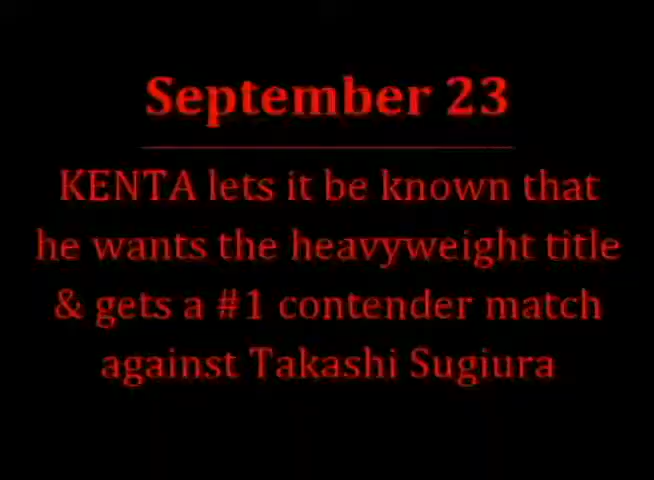 September 23
KENTA lets it be known that
he wants the heavyweight title
& gets a #1 contender match
against Takashi Sugiura